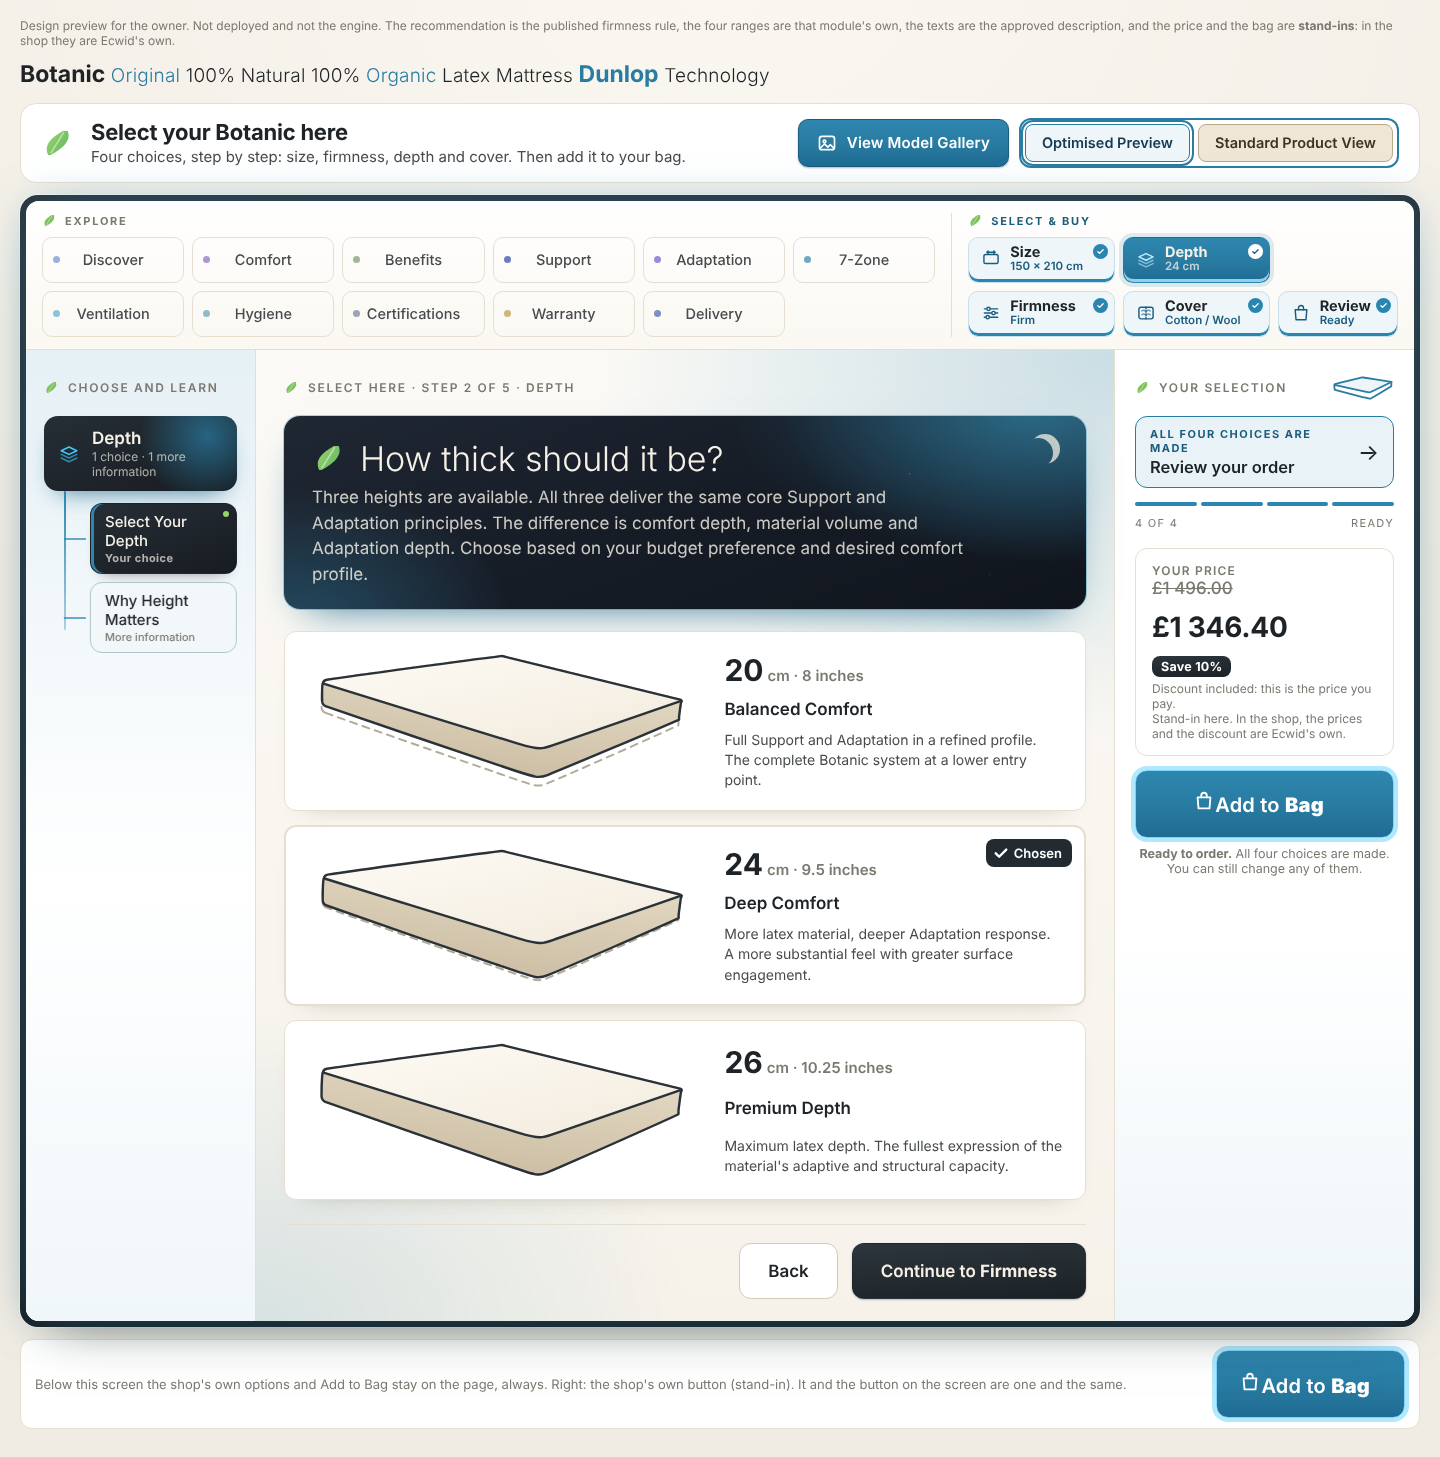 Design preview for the owner. Not deployed and not the engine. The recommendation is the published firmness rule, the four ranges are that module's own, the texts are the approved description, and the price and the bag are stand-ins: in the
shop they are Ecwid's own.
Botanic Original 100% Natural 100% Organic Latex Mattress Dunlop Technology
Select your Botanic here
Four choices, step by step: size, firmness, depth and cover. Then add it to your bag.
View Model Gallery
Optimised Preview
Standard Product View
EXPLORE
Discover
Comfort
Benefits
Support
Adaptation
7-Zone
Ventilation
Hygiene
Certifications
Warranty
Delivery
SELECT & BUY
Size
150 × 210 cm
Depth
24 cm
Firmness
Firm
Cover
Cotton / Wool
Review
Ready
CHOOSE AND LEARN
Depth
1 choice · 1 more
information
Select Your
Depth
Your choice
Why Height
Matters
More information
SELECT HERE · STEP 2 OF 5 · DEPTH
How thick should it be?
Three heights are available. All three deliver the same core Support and
Adaptation principles. The difference is comfort depth, material volume and
Adaptation depth. Choose based on your budget preference and desired comfort
profile.
20 cm · 8 inches
Balanced Comfort
Full Support and Adaptation in a refined profile.
The complete Botanic system at a lower entry
point.
Chosen
24 cm · 9.5 inches
Deep Comfort
More latex material, deeper Adaptation response.
A more substantial feel with greater surface
engagement.
26 cm · 10.25 inches
Premium Depth
Maximum latex depth. The fullest expression of the
material's adaptive and structural capacity.
Back
Continue to Firmness
YOUR SELECTION
ALL FOUR CHOICES ARE
MADE
Review your order
4 OF 4
READY
YOUR PRICE
£1 496.00
£1 346.40
Save 10%
Discount included: this is the price you
pay.
Stand-in here. In the shop, the prices
and the discount are Ecwid's own.
Add to Bag
Ready to order. All four choices are made.
You can still change any of them.
Below this screen the shop's own options and Add to Bag stay on the page, always. Right: the shop's own button (stand-in). It and the button on the screen are one and the same.
Add to Bag